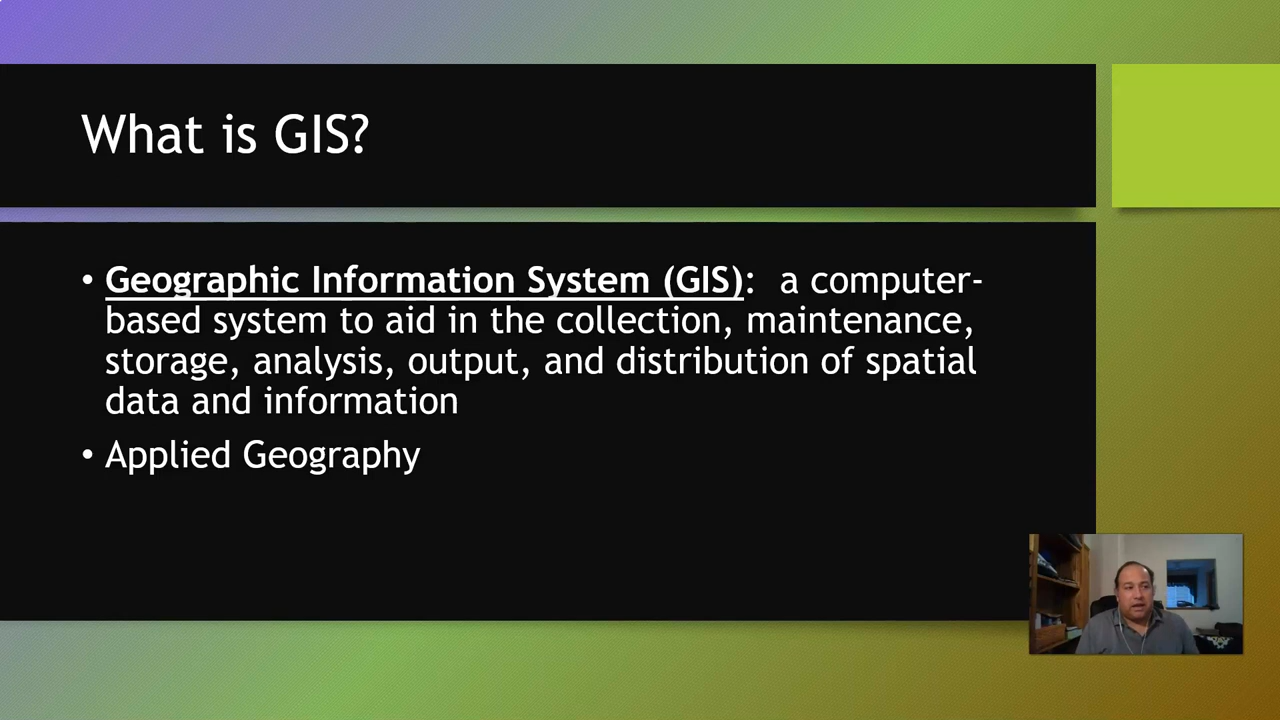 What is GIS?
• Geographic Information System (GIS):  a computer-
based system to aid in the collection, maintenance,
storage, analysis, output, and distribution of spatial
data and information
• Applied Geography